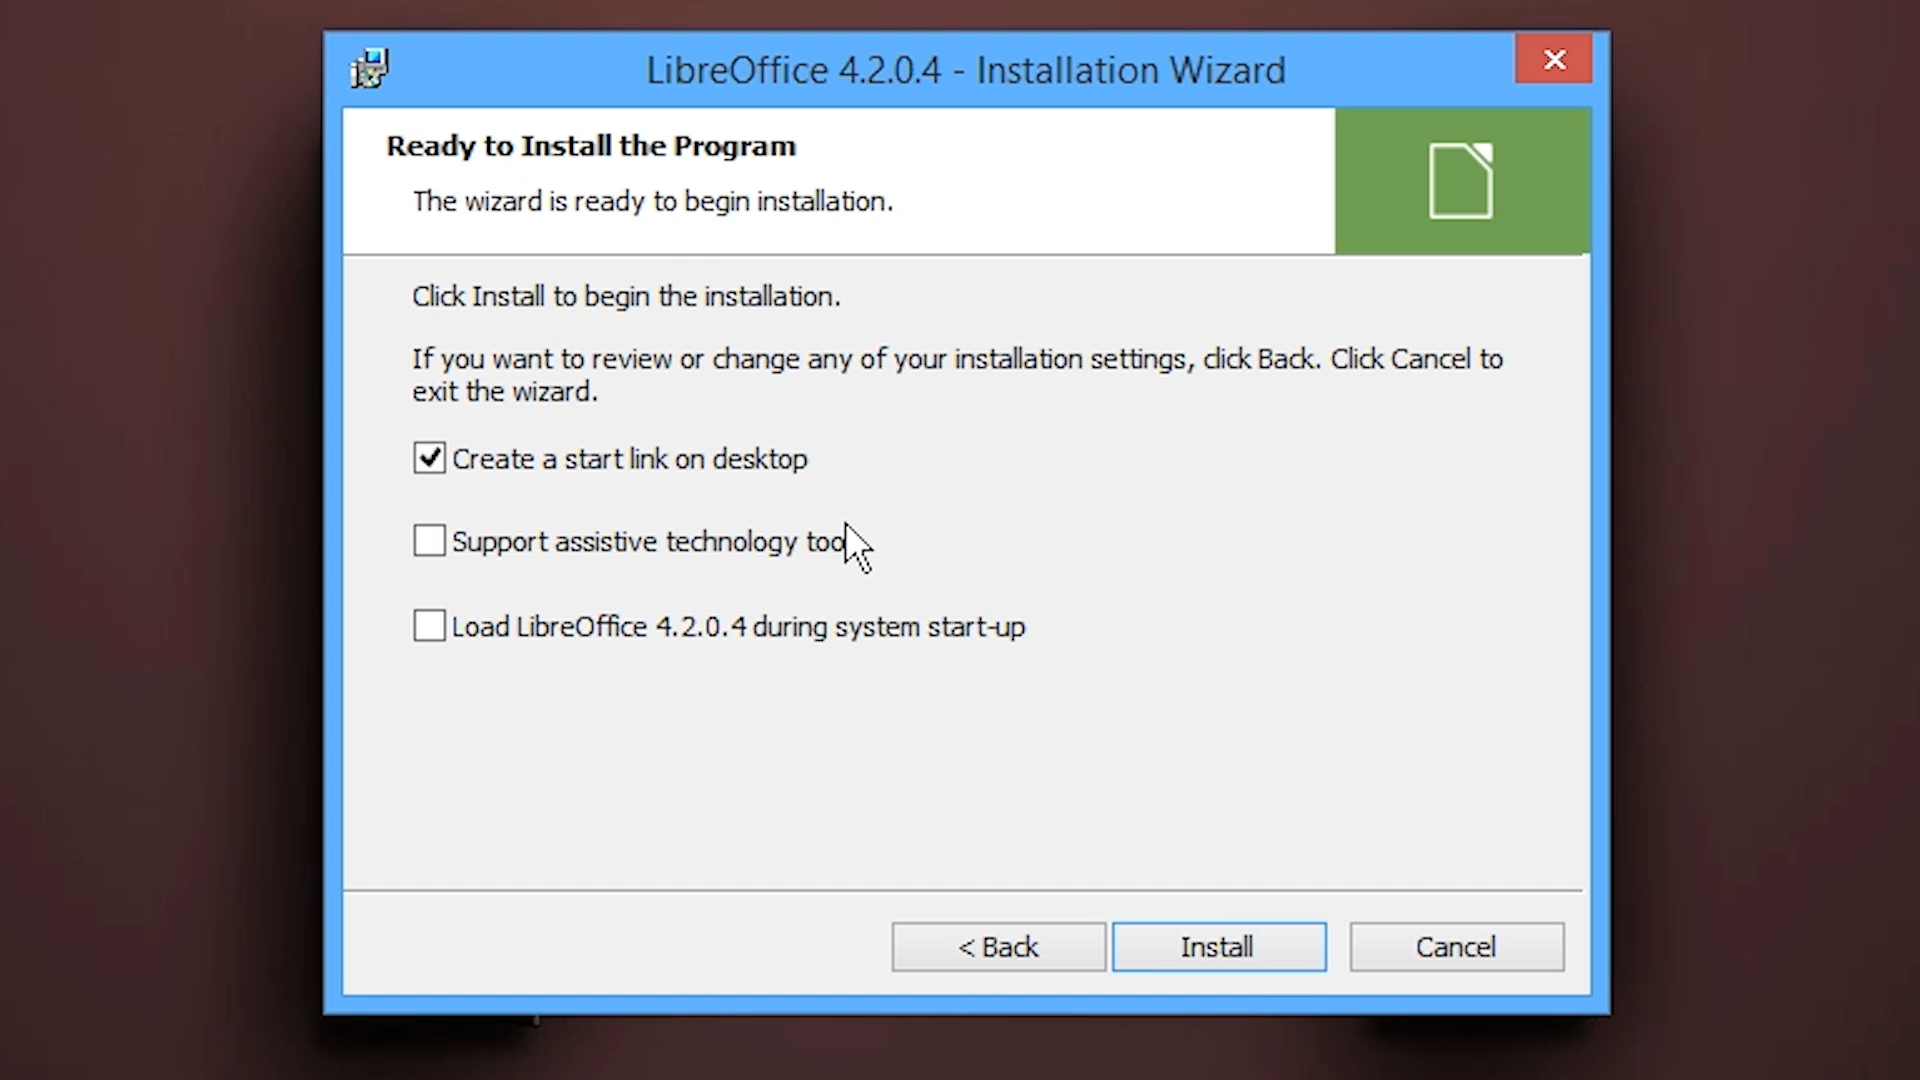 LibreOffice 4.2.0.4 - Installation Wizard
Ready to Install the Program
The wizard is ready to begin installation.
Click Install to begin the installation.
If you want to review or change any of your installation settings, click Back. Click Cancel to
exit the wizard.
Create a start link on desktop
Support assistive technology
Load LibreOffice 4.2.0.4 during system start-up
< Back
Install
Cancel